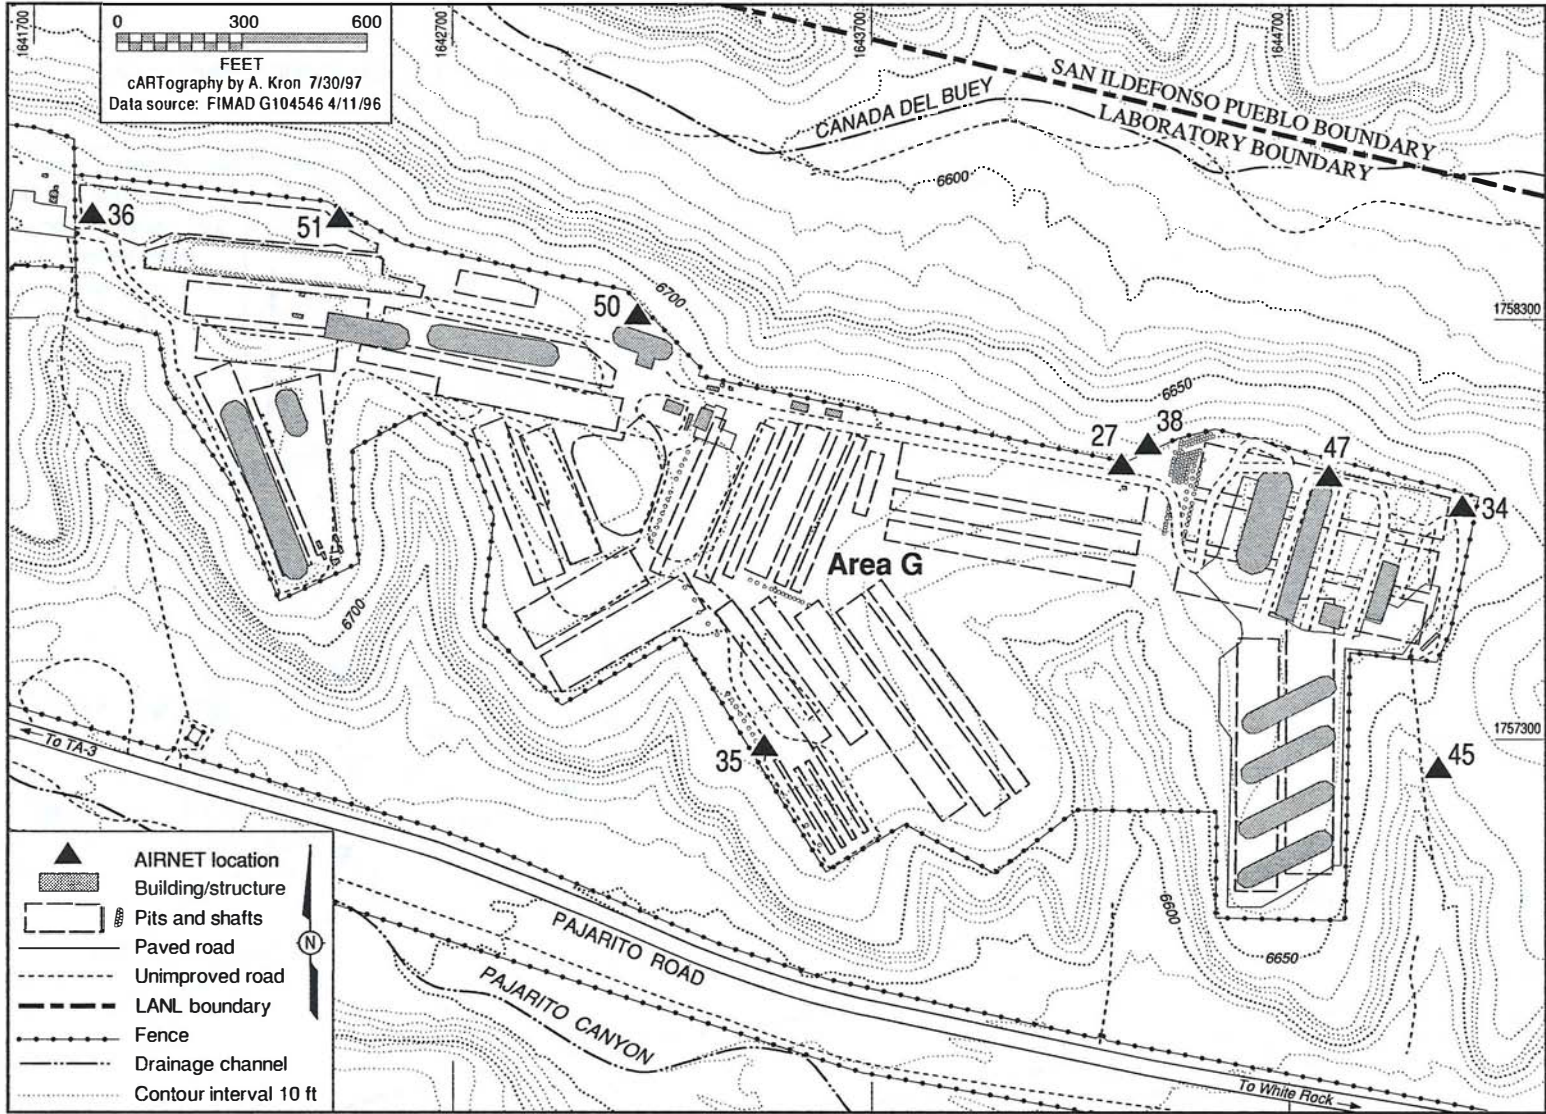 0 300 600
FEET
cARTography by A. Kron 7/30/97
Data source: FIMAD G104546 4/11/96
1641700
1642700
1643700
1644700
SAN ILDEFONSO PUEBLO BOUNDARY
LABORATORY BOUNDARY
CANADA DEL BUEY
6600
36
51
50
6700
1758300
6650
27
38
47
34
Area G
6700
35
45
1757300
To TA-3
6600
6650
PAJARITO ROAD
PAJARITO CANYON
To White Rock
AIRNET location
Building/structure
Pits and shafts
Paved road
Unimproved road
LANL boundary
Fence
Drainage channel
Contour interval 10 ft
N